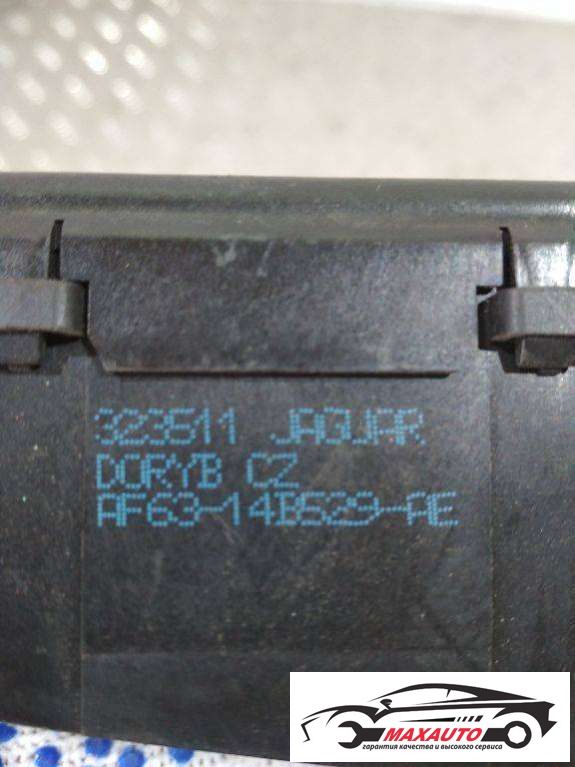 323511 JAGUAR
DORYB CZ
AF63-14B529-AE
MAXAUTO
гарантия качества и высокого сервиса